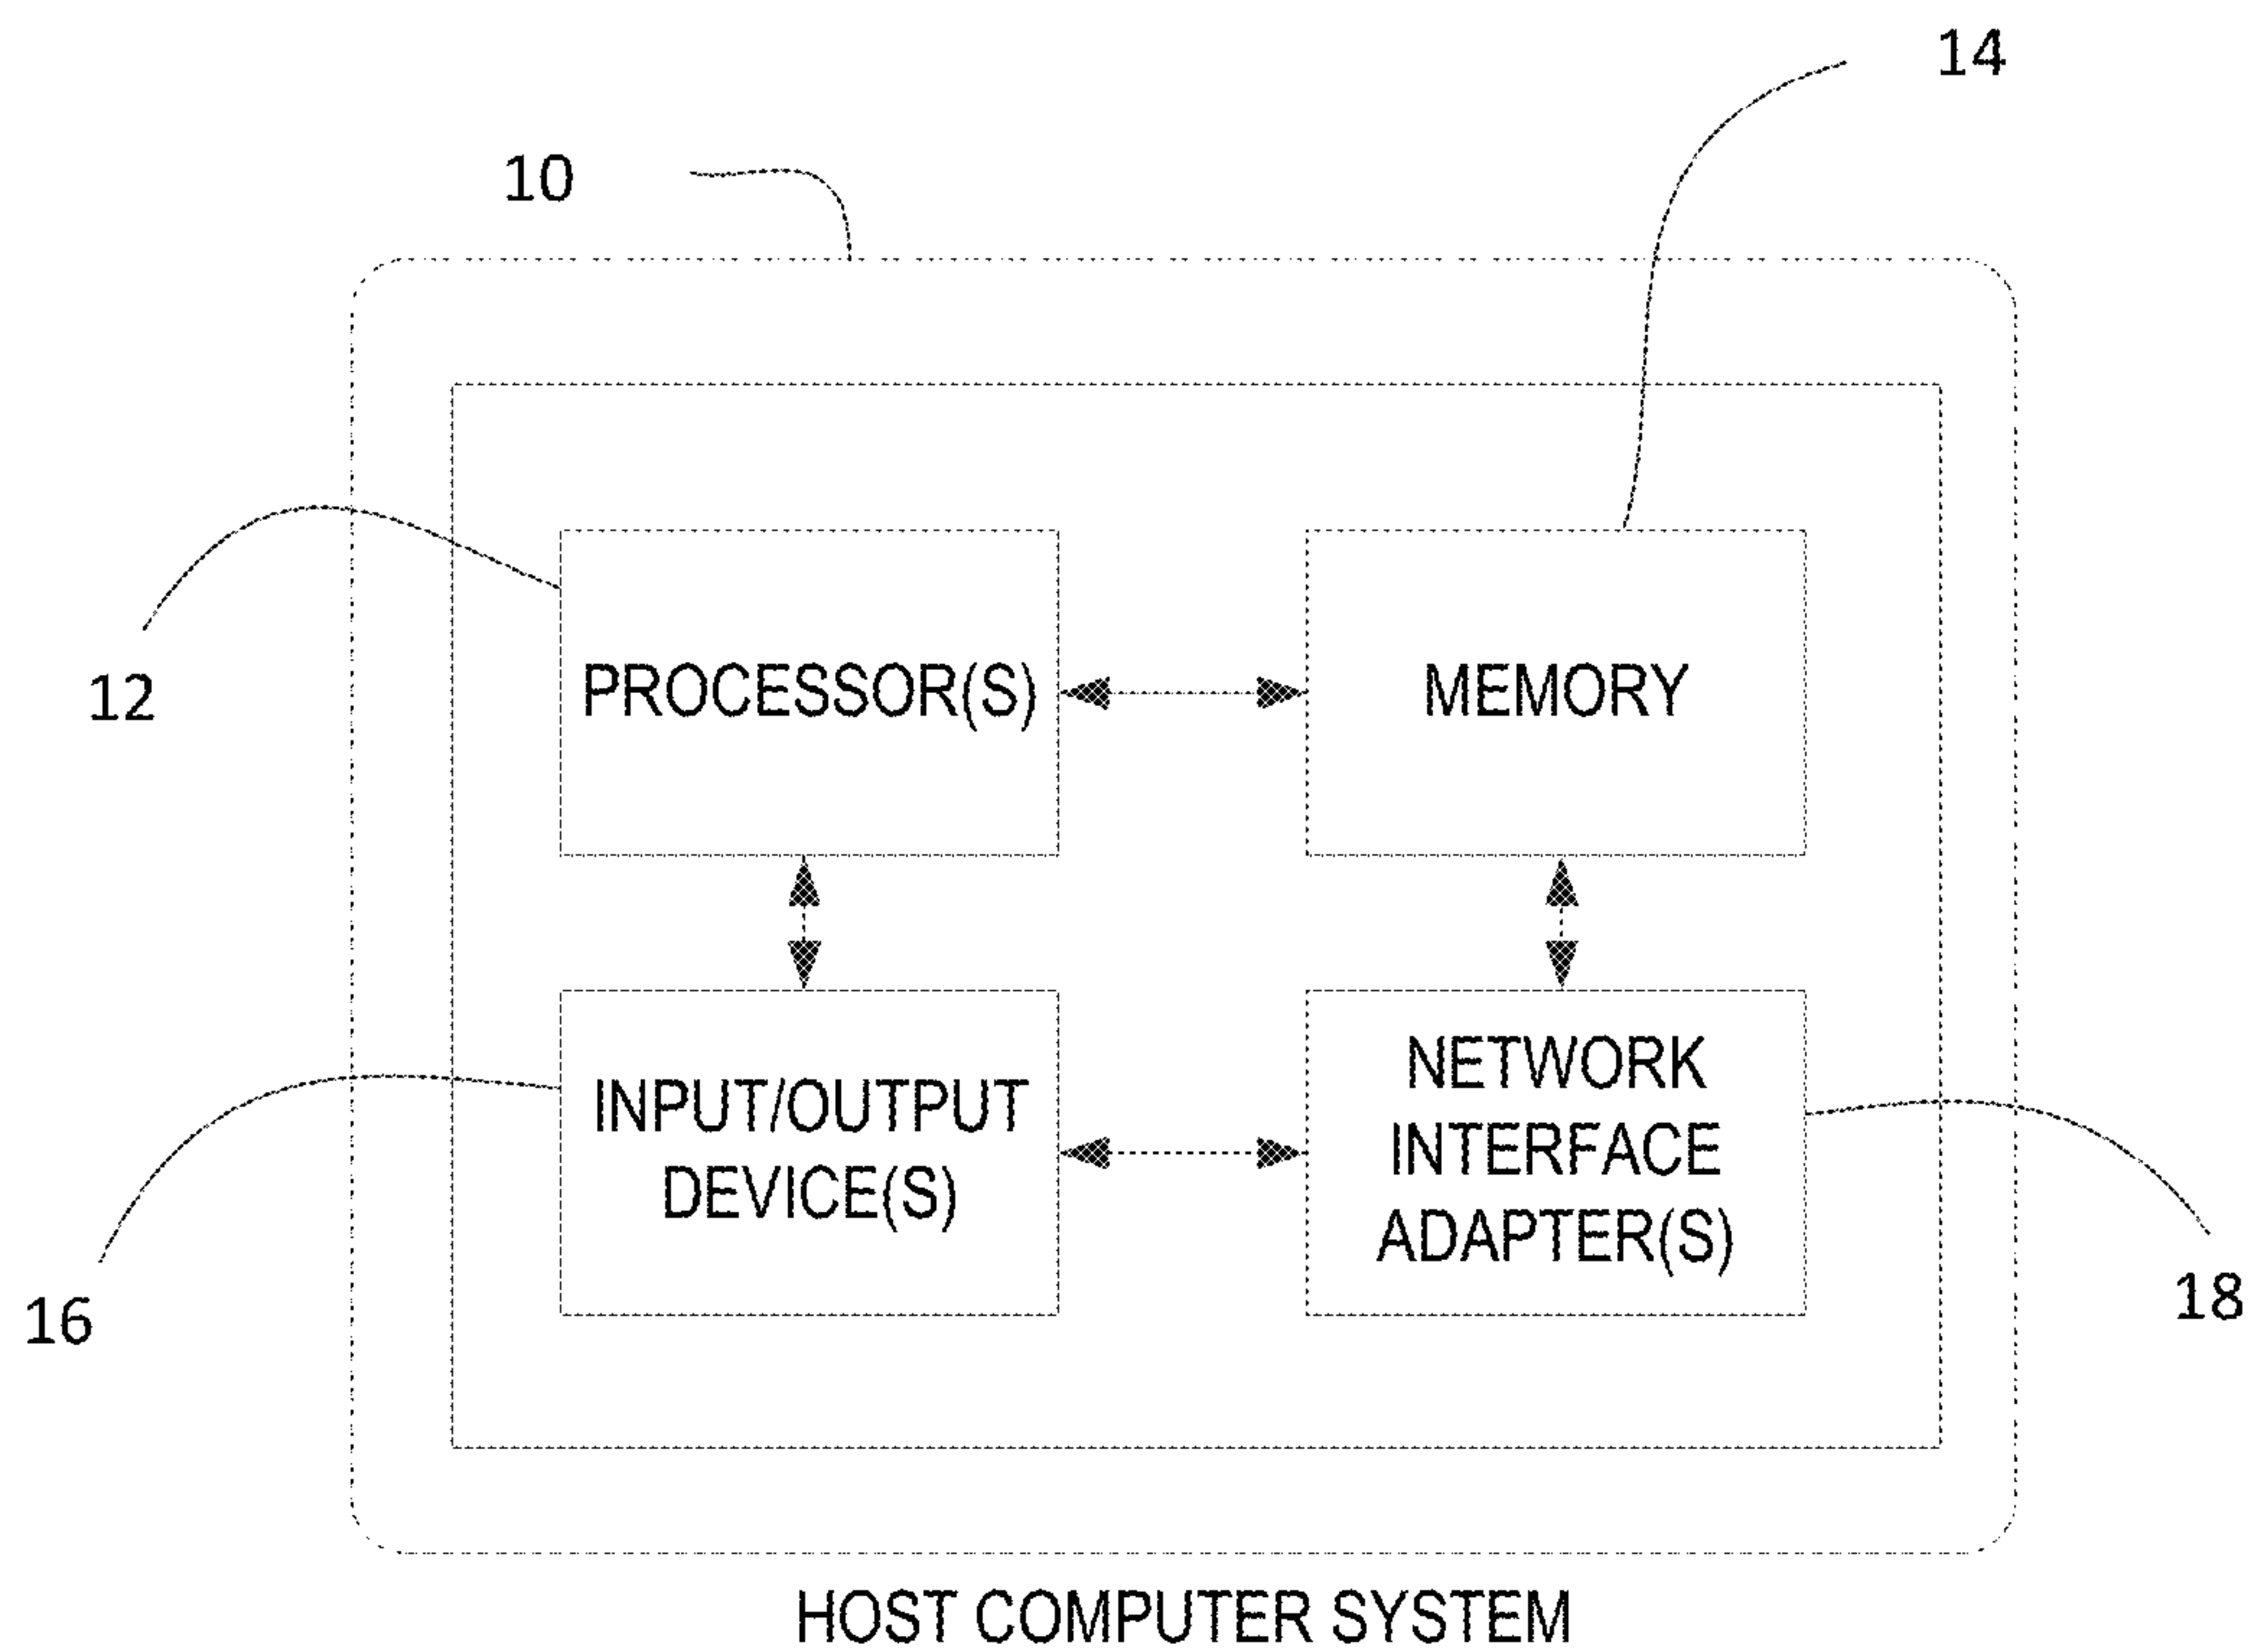 14
10
12
PROCESSOR(S)
MEMORY
INPUT/OUTPUT
DEVICE(S)
NETWORK
INTERFACE
ADAPTER(S)
16
18
HOST COMPUTER SYSTEM